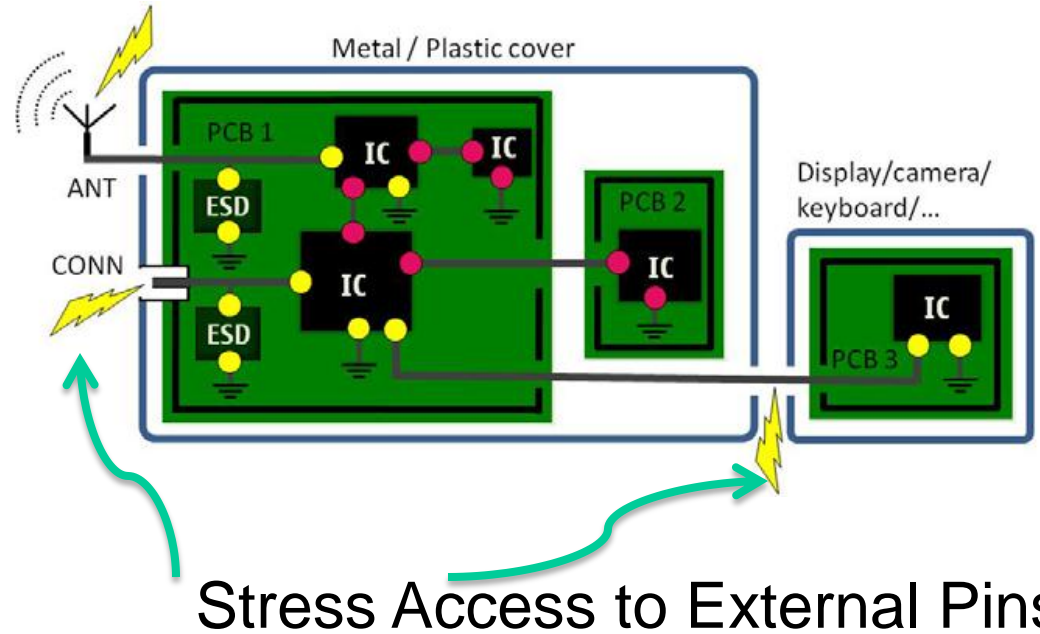 Metal / Plastic cover
PCB 1
IC
IC
ANT
ESD
Display/camera/
keyboard/...
PCB 2
CONN
IC
IC
IC
ESD
PCB 3
Stress Access to External Pins